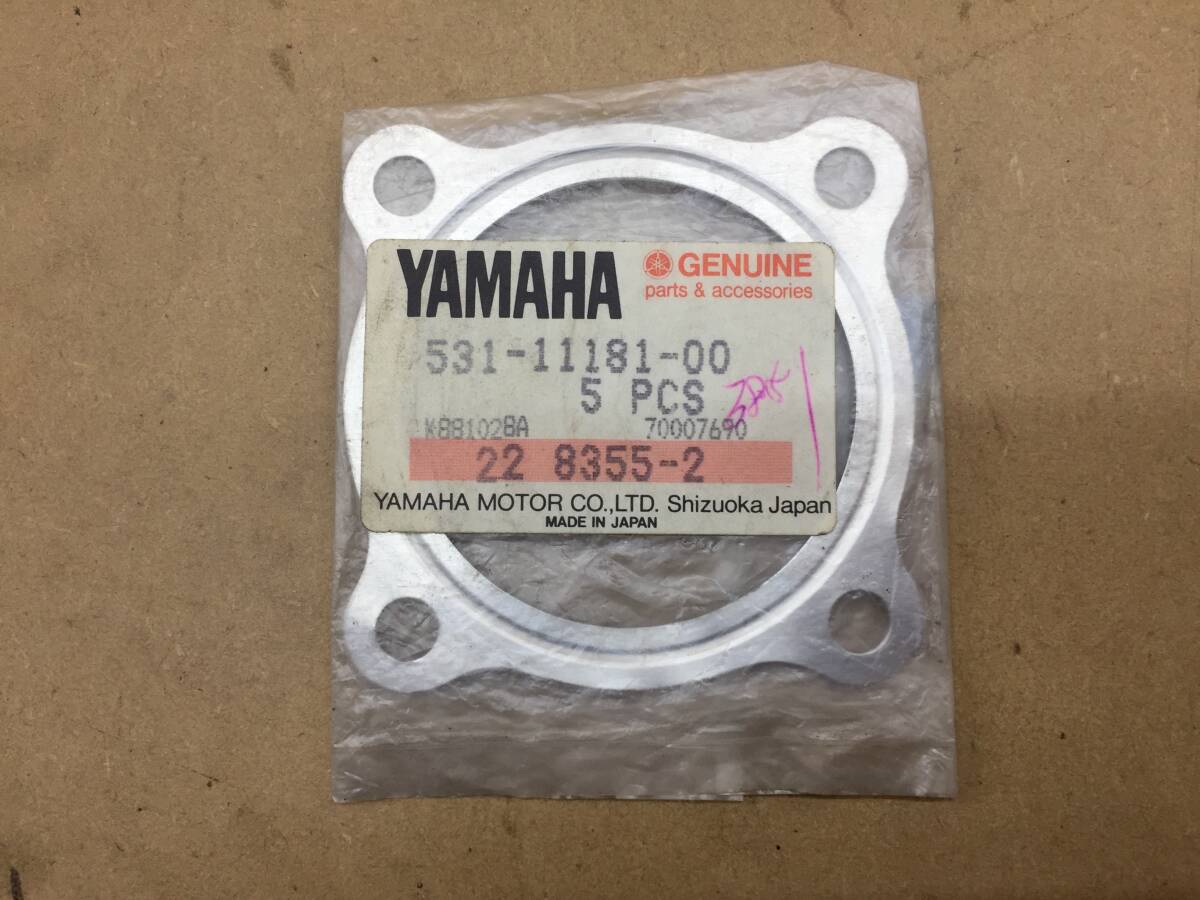 YAMAHA
GENUINE
parts & accessories
531-11181-00
5 PCS
K881028A 70007690
22 8355-2
YAMAHA MOTOR CO.,LTD. Shizuoka Japan
MADE IN JAPAN